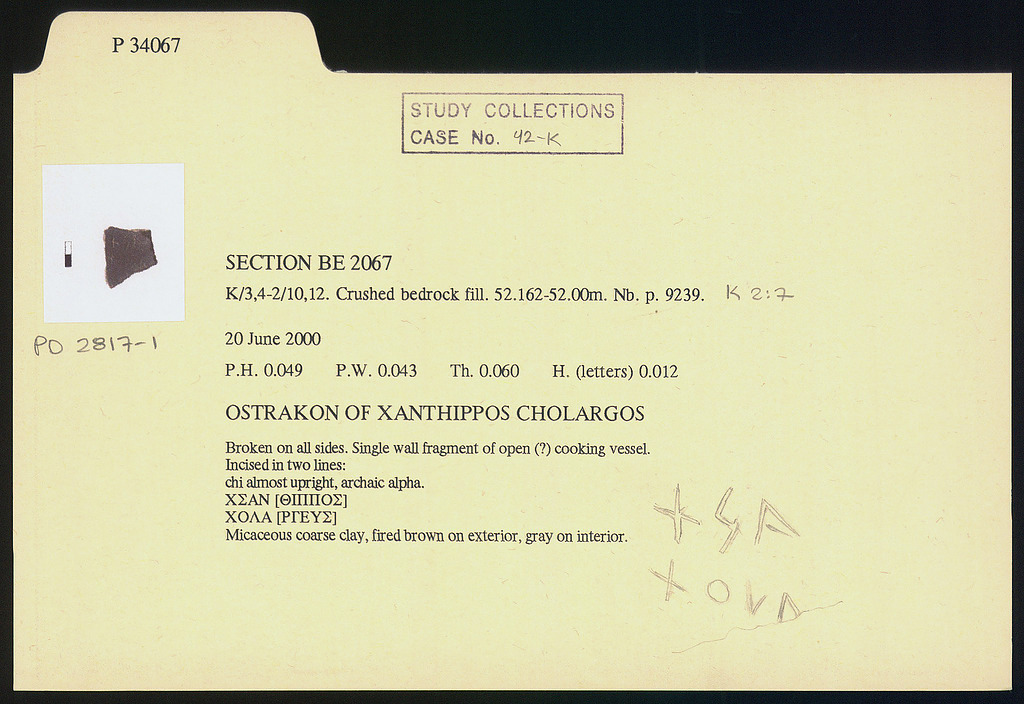 P 34067
STUDY COLLECTIONS
CASE No. 42-K
SECTION BE 2067
K/3,4-2/10,12. Crushed bedrock fill. 52.162-52.00m. Nb. p. 9239. K 2:7
PD 2817-1
20 June 2000
P.H. 0.049 P.W. 0.043 Th. 0.060 H. (letters) 0.012
OSTRAKON OF XANTHIPPOS CHOLARGOS
Broken on all sides. Single wall fragment of open (?) cooking vessel.
Incised in two lines:
chi almost upright, archaic alpha.
ΧΣΑΝ [ΘΙΠΠΟΣ]
ΧΟΛΑ [ΡΓΕΥΣ]
Micaceous coarse clay, fired brown on exterior, gray on interior.
ΧΣΑ
ΧΟΛΑ